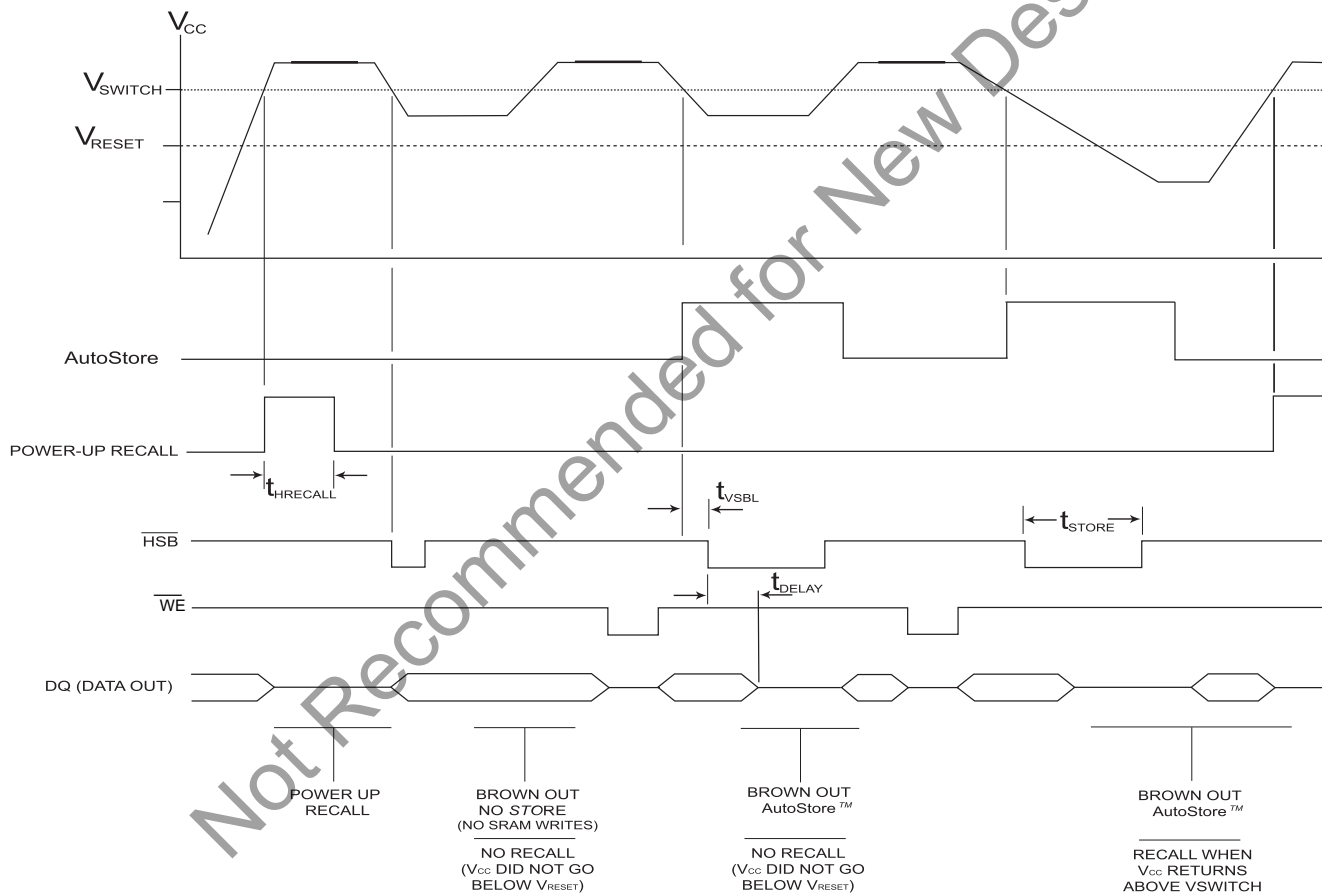 VCC
VSWITCH
VRESET
AutoStore
POWER-UP RECALL
tHRECALL
tVSBL
tSTORE
HSB
tDELAY
WE
DQ (DATA OUT)
POWER UP
RECALL
BROWN OUT
NO STORE
(NO SRAM WRITES)
NO RECALL
(VCC DID NOT GO
BELOW VRESET)
BROWN OUT
AutoStore™
NO RECALL
(VCC DID NOT GO
BELOW VRESET)
BROWN OUT
AutoStore™
RECALL WHEN
VCC RETURNS
ABOVE VSWITCH
Not Recommended for New Des